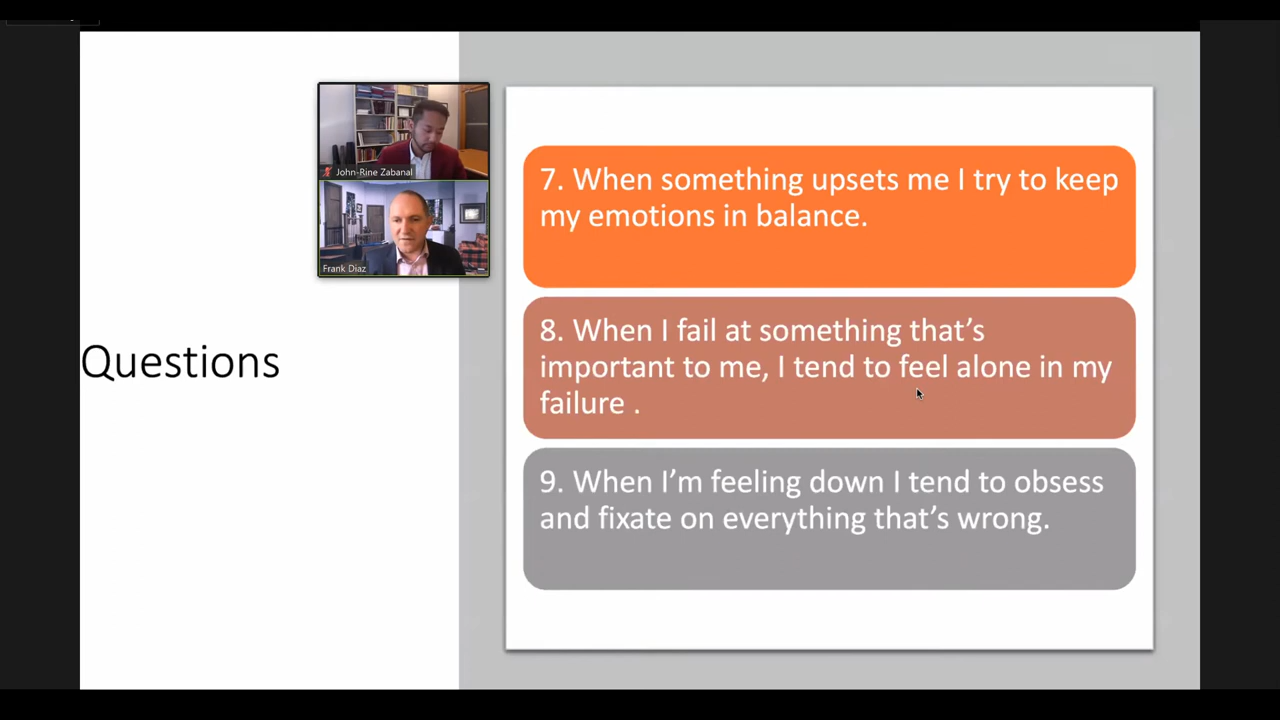 John-Rine Zabanal
Frank Diaz
Questions
7. When something upsets me I try to keep
my emotions in balance.
8. When I fail at something that’s
important to me, I tend to feel alone in my
failure .
9. When I’m feeling down I tend to obsess
and fixate on everything that’s wrong.